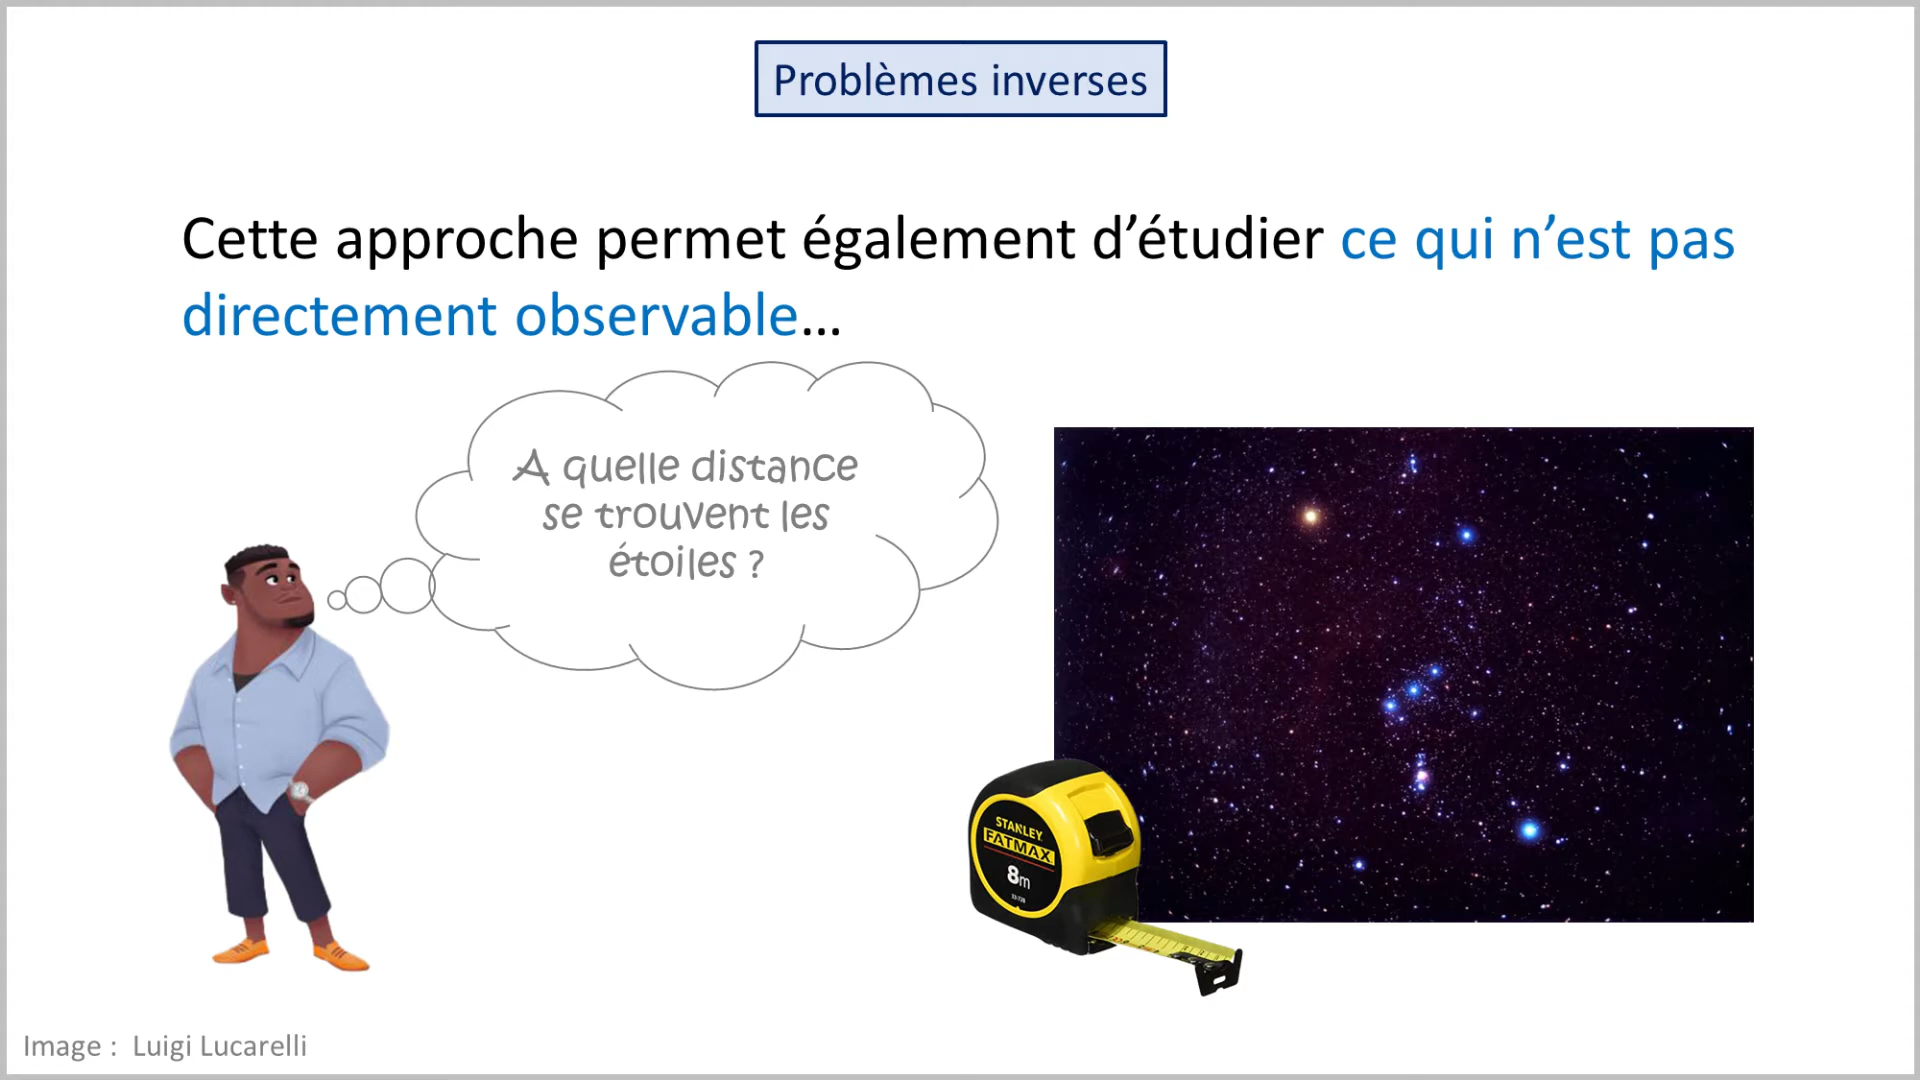 Problèmes inverses
Cette approche permet également d’étudier ce qui n’est pas
directement observable…
A quelle distance
se trouvent les
étoiles ?
STANLEY
FATMAX
8m
Image : Luigi Lucarelli